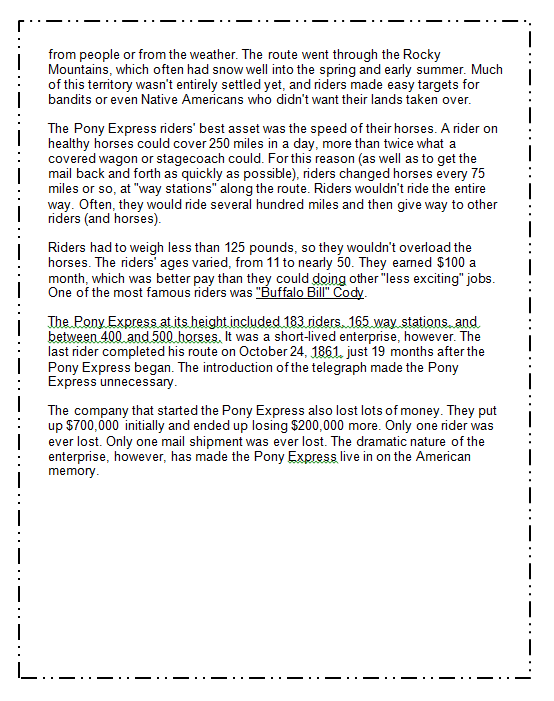 from people or from the weather. The route went through the Rocky
Mountains, which often had snow well into the spring and early summer. Much
of this territory wasn't entirely settled yet, and riders made easy targets for
bandits or even Native Americans who didn't want their lands taken over.
The Pony Express riders' best asset was the speed of their horses. A rider on
healthy horses could cover 250 miles in a day, more than twice what a
covered wagon or stagecoach could. For this reason (as well as to get the
mail back and forth as quickly as possible), riders changed horses every 75
miles or so, at "way stations" along the route. Riders wouldn't ride the entire
way. Often, they would ride several hundred miles and then give way to other
riders (and horses).
Riders had to weigh less than 125 pounds, so they wouldn't overload the
horses. The riders' ages varied, from 11 to nearly 50. They earned $100 a
month, which was better pay than they could doing other "less exciting" jobs.
One of the most famous riders was "Buffalo Bill" Cody.
The Pony Express at its height included 183 riders, 165 way stations, and
between 400 and 500 horses. It was a short-lived enterprise, however. The
last rider completed his route on October 24, 1861, just 19 months after the
Pony Express began. The introduction of the telegraph made the Pony
Express unnecessary.
The company that started the Pony Express also lost lots of money. They put
up $700,000 initially and ended up losing $200,000 more. Only one rider was
ever lost. Only one mail shipment was ever lost. The dramatic nature of the
enterprise, however, has made the Pony Express live in on the American
memory.